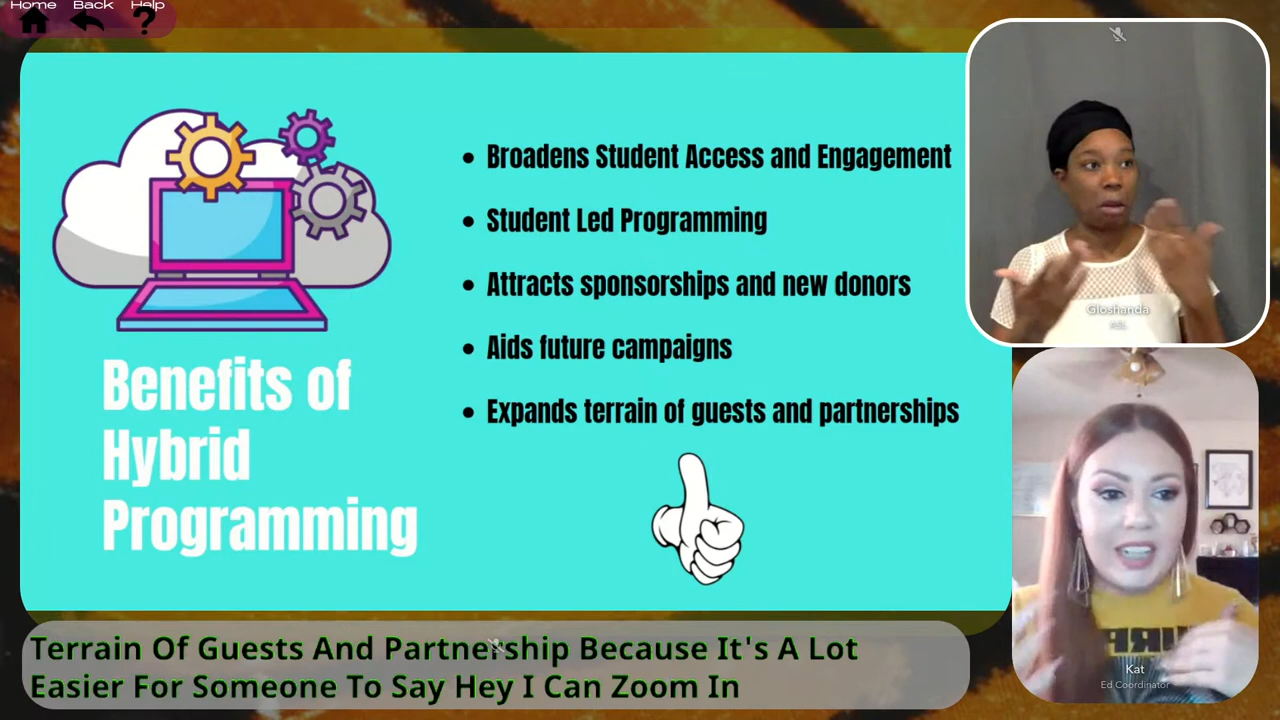 Home Back Help
?
Benefits of
Hybrid
Programming
• Broadens Student Access and Engagement
• Student Led Programming
• Attracts sponsorships and new donors
• Aids future campaigns
• Expands terrain of guests and partnerships
Gloshanda
ASL
Kat
Ed Coordinator
Terrain Of Guests And Partnership Because It's A Lot
Easier For Someone To Say Hey I Can Zoom In